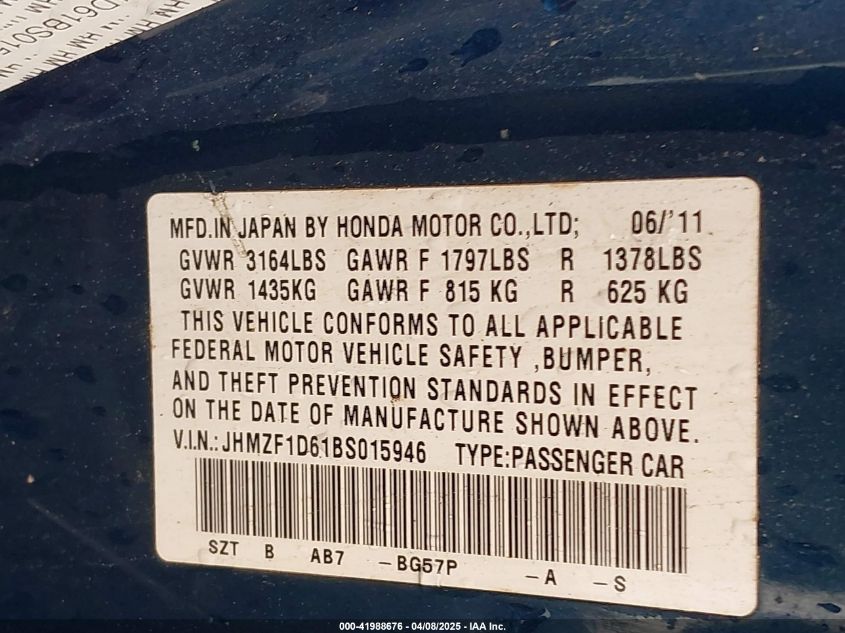 D61BS015
MFD.IN JAPAN BY HONDA MOTOR CO.,LTD; 06/'11
GVWR 3164LBS GAWR F 1797LBS R 1378LBS
GVWR 1435KG GAWR F 815 KG R 625 KG
THIS VEHICLE CONFORMS TO ALL APPLICABLE
FEDERAL MOTOR VEHICLE SAFETY ,BUMPER,
AND THEFT PREVENTION STANDARDS IN EFFECT
ON THE DATE OF MANUFACTURE SHOWN ABOVE.
V.I.N.: JHMZF1D61BS015946 TYPE:PASSENGER CAR
SZT B AB7 -BG57P -A -S
000-41988676 - 04/08/2025 - IAA Inc.